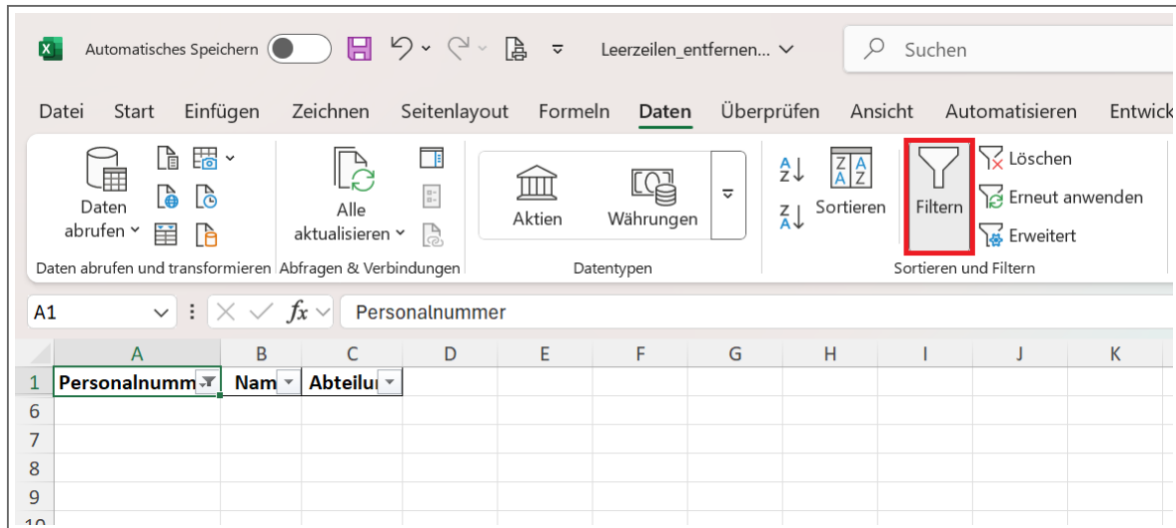 Automatisches Speichern Leerzeilen_entfernen... Suchen
Datei Start Einfügen Zeichnen Seitenlayout Formeln Daten Überprüfen Ansicht Automatisieren Entwick
Daten
abrufen
Alle
aktualisieren
Aktien Währungen
Sortieren
Filtern
Löschen
Erneut anwenden
Erweitert
Daten abrufen und transformieren Abfragen & Verbindungen Datentypen Sortieren und Filtern
A1 fx Personalnummer
A B C D E F G H I J K
1 Personalnumm Nam Abteilu
6
7
8
9
10